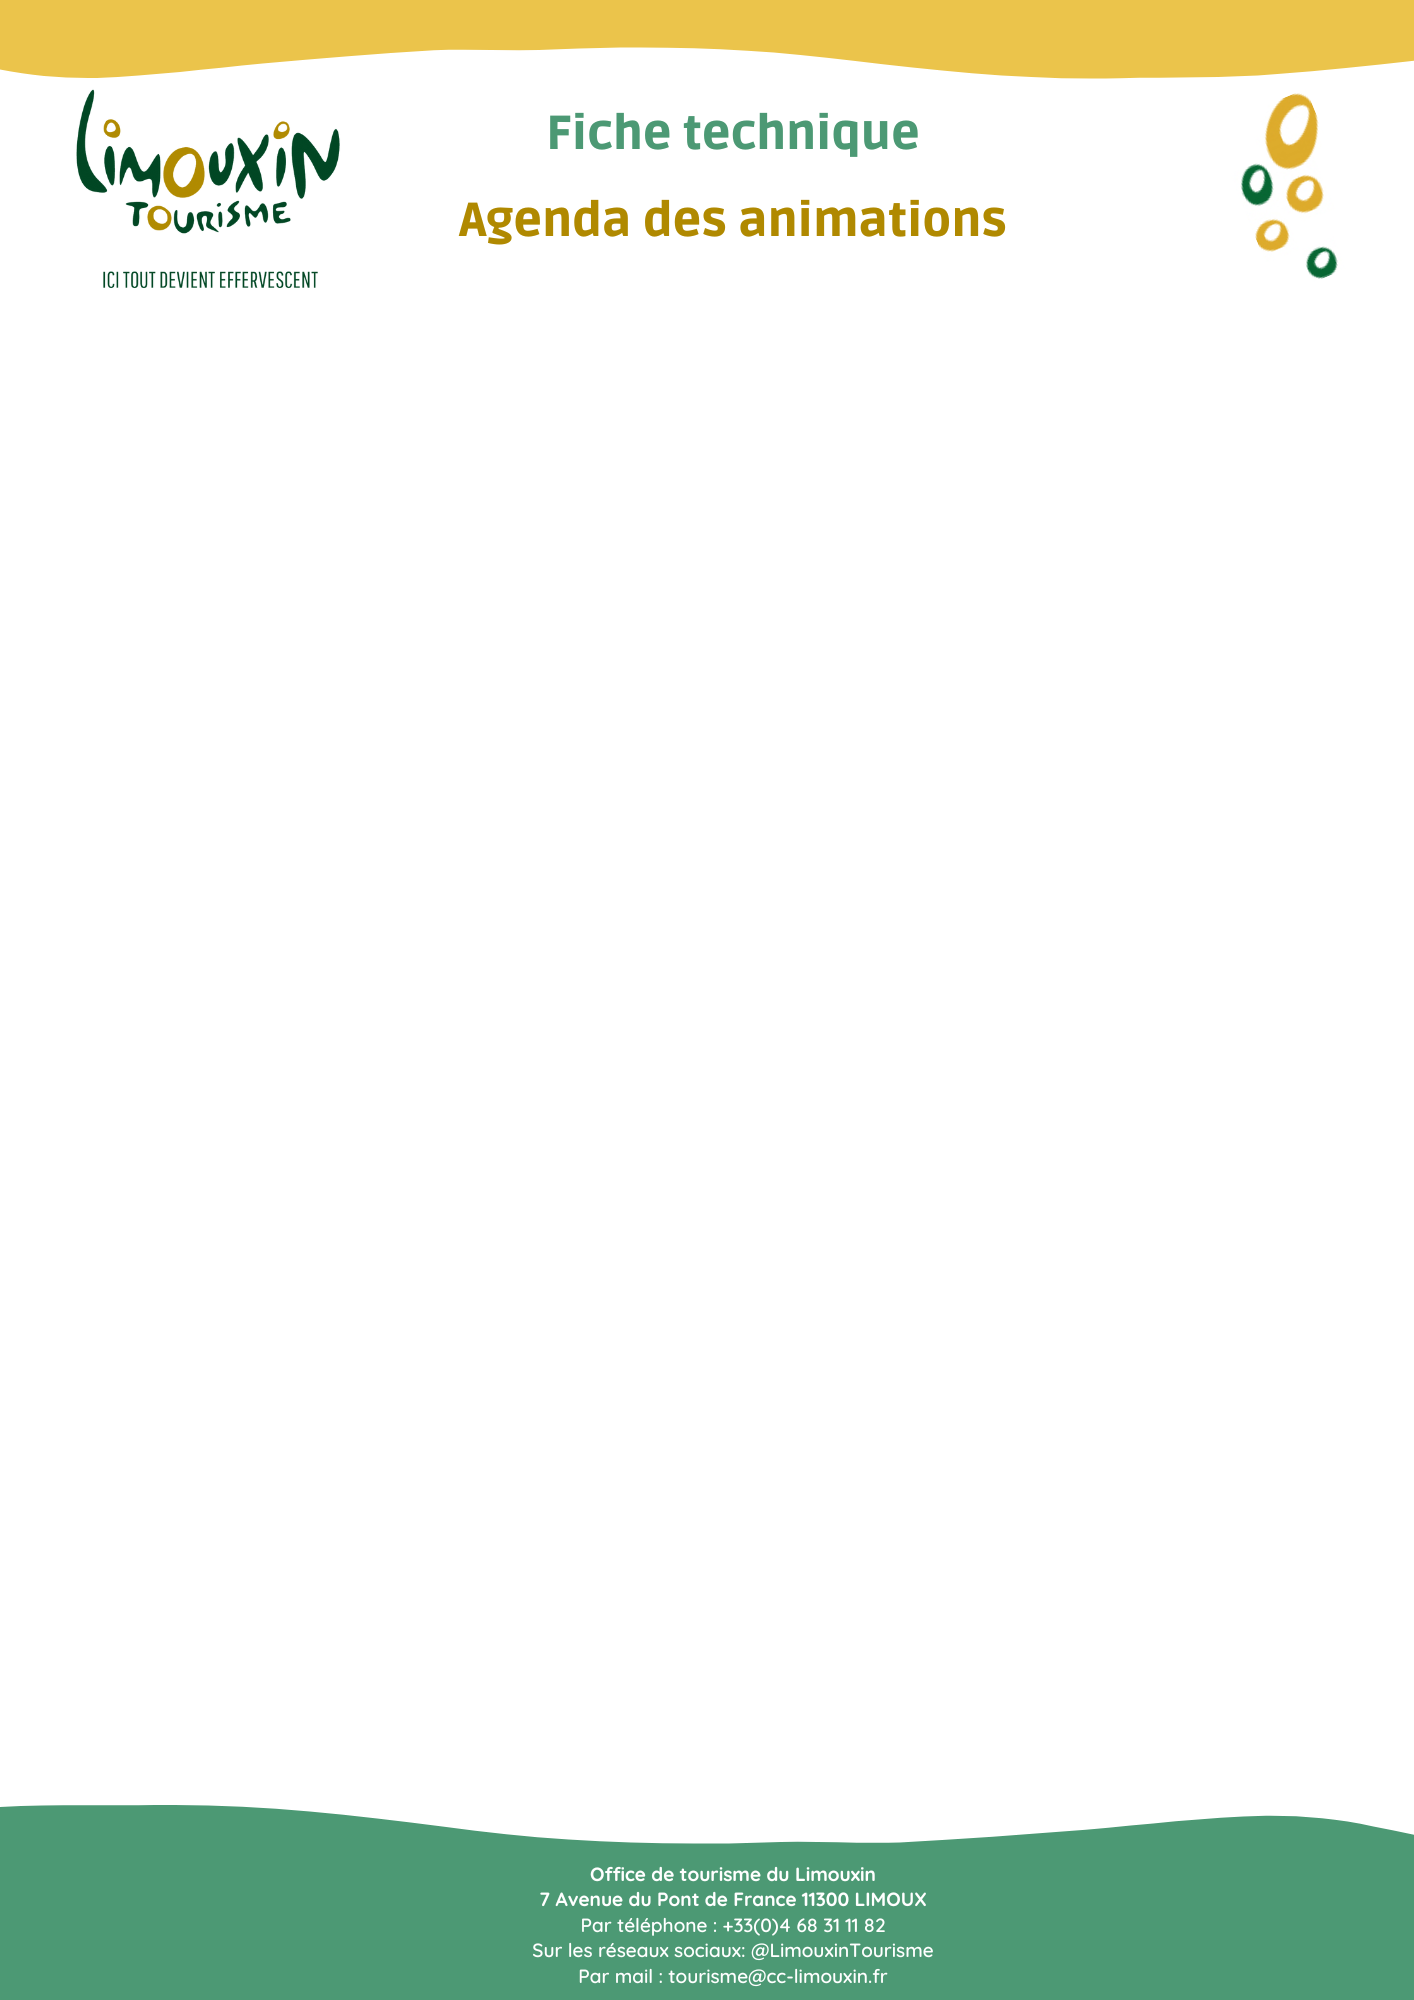 LIMOUXIN
TOURISME
ICI TOUT DEVIENT EFFERVESCENT
Fiche technique
Agenda des animations
Office de tourisme du Limouxin
7 Avenue du Pont de France 11300 LIMOUX
Par téléphone : +33(0)4 68 31 11 82
Sur les réseaux sociaux: @LimouxinTourisme
Par mail : tourisme@cc-limouxin.fr